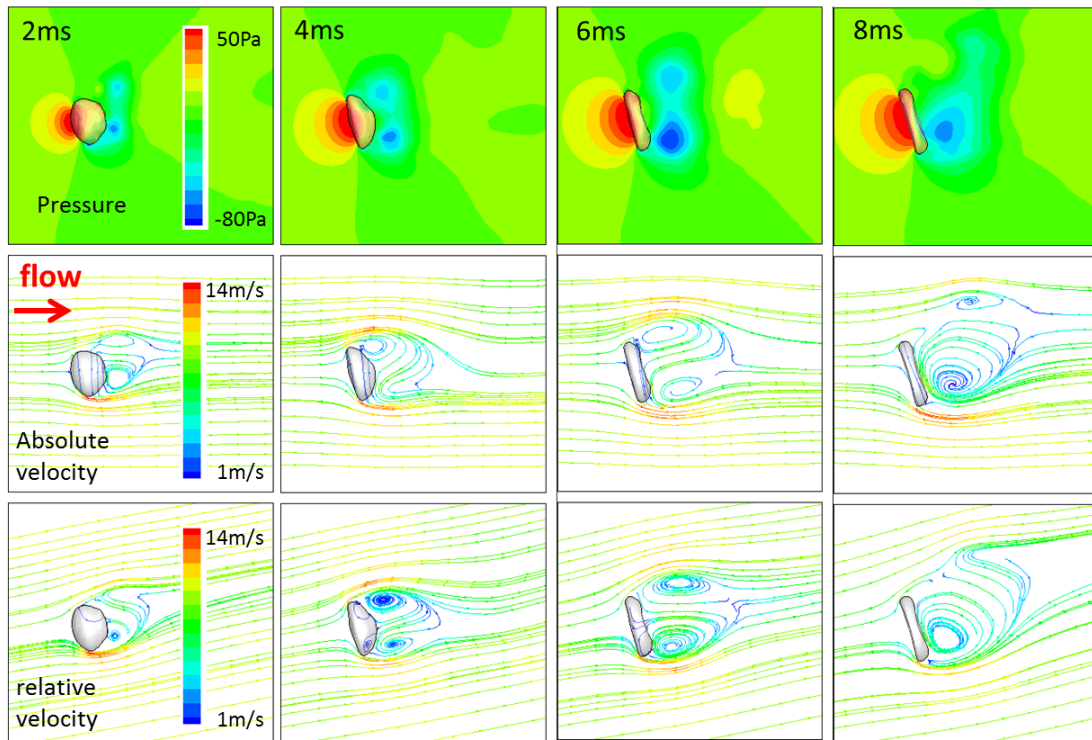 2ms
50Pa
4ms
6ms
8ms
Pressure
-80Pa
flow
14m/s
Absolute
velocity
1m/s
14m/s
relative
velocity
1m/s